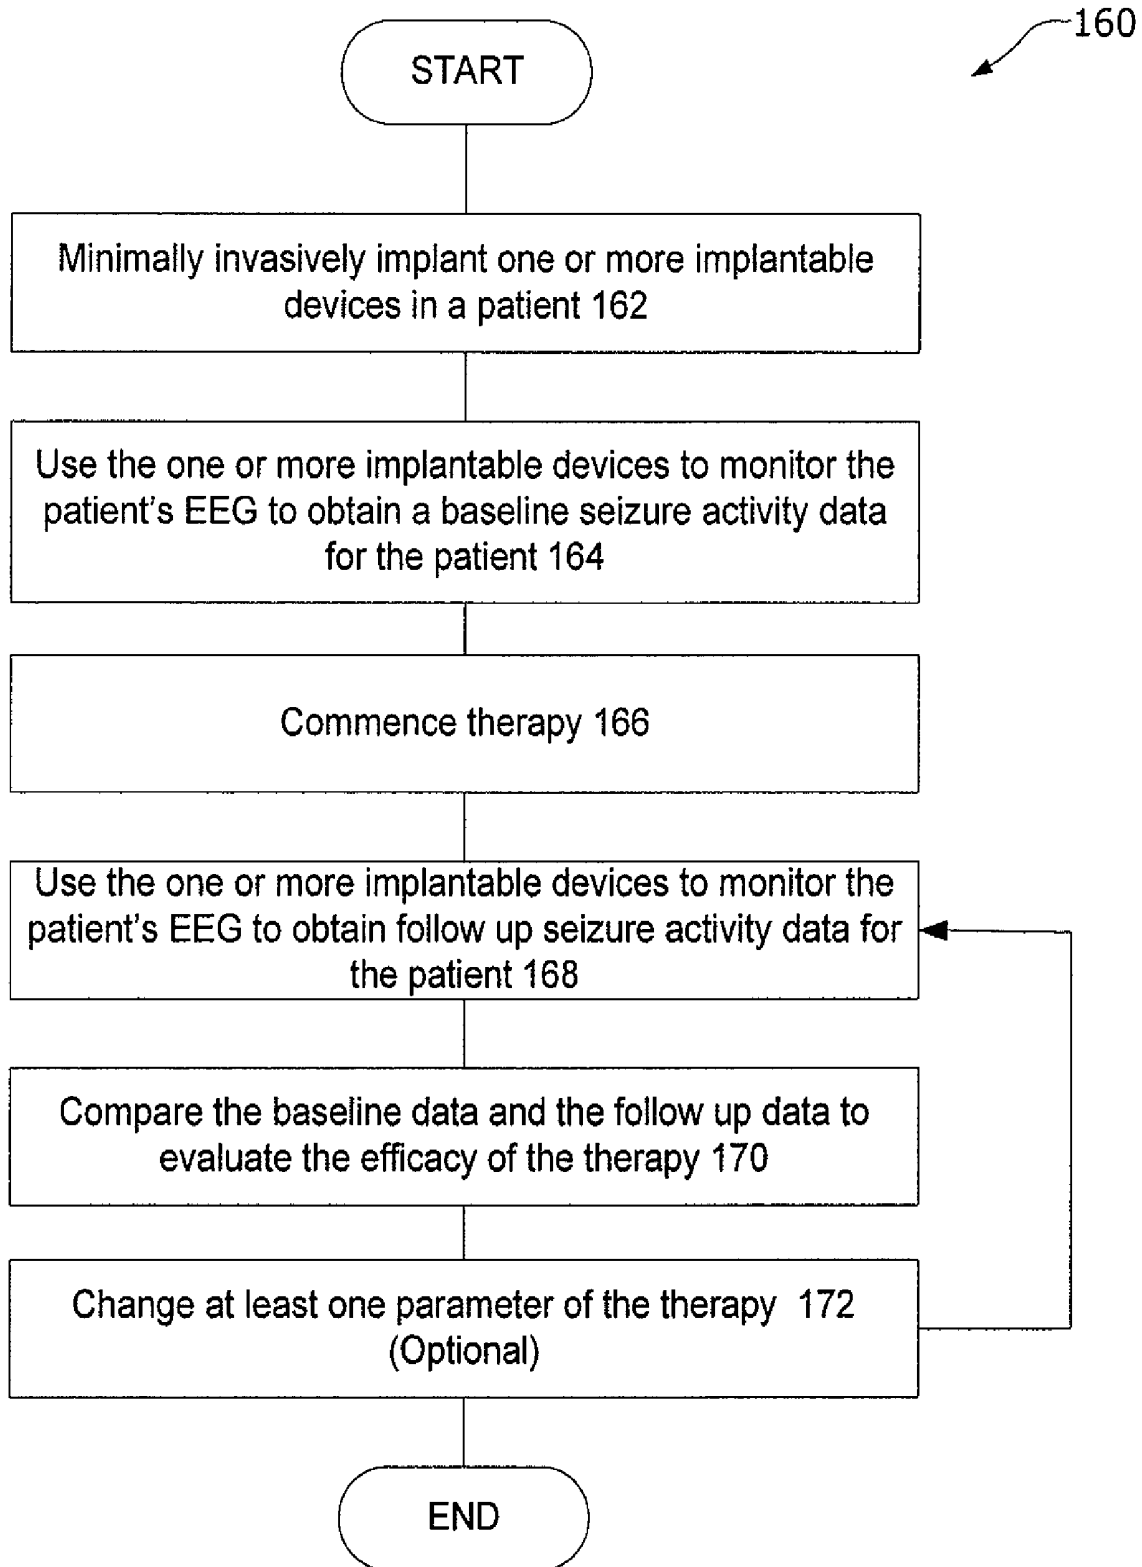 160
START
Minimally invasively implant one or more implantable
devices in a patient 162
Use the one or more implantable devices to monitor the
patient's EEG to obtain a baseline seizure activity data
for the patient 164
Commence therapy 166
Use the one or more implantable devices to monitor the
patient's EEG to obtain follow up seizure activity data for
the patient 168
Compare the baseline data and the follow up data to
evaluate the efficacy of the therapy 170
Change at least one parameter of the therapy 172
(Optional)
END